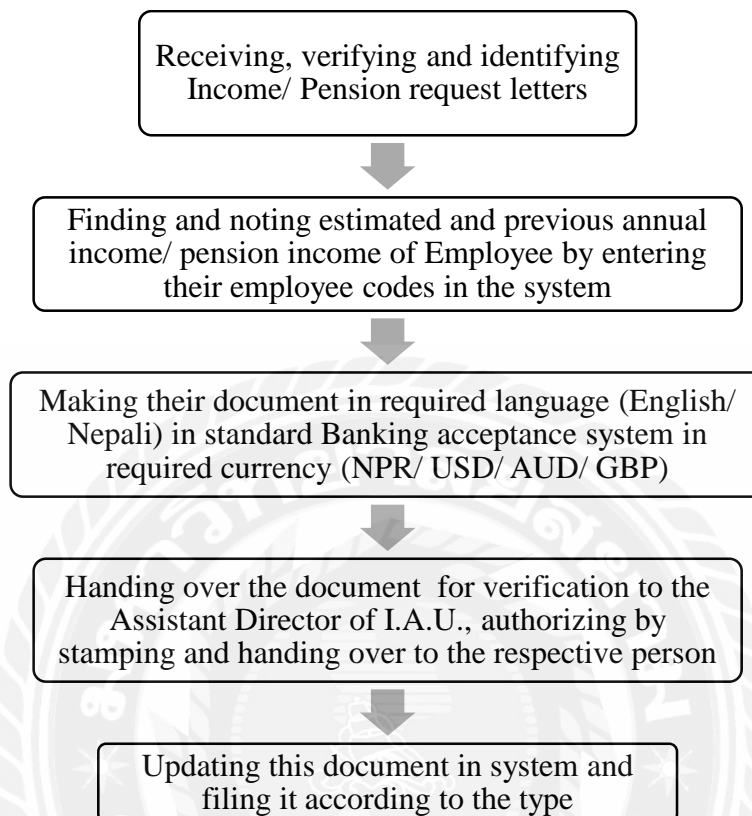 Receiving, verifying and identifying
Income/ Pension request letters
Finding and noting estimated and previous annual
income/ pension income of Employee by entering
their employee codes in the system
Making their document in required language (English/
Nepali) in standard Banking acceptance system in
required currency (NPR/ USD/ AUD/ GBP)
Handing over the document for verification to the
Assistant Director of I.A.U., authorizing by
stamping and handing over to the respective person
Updating this document in system and
filing it according to the type